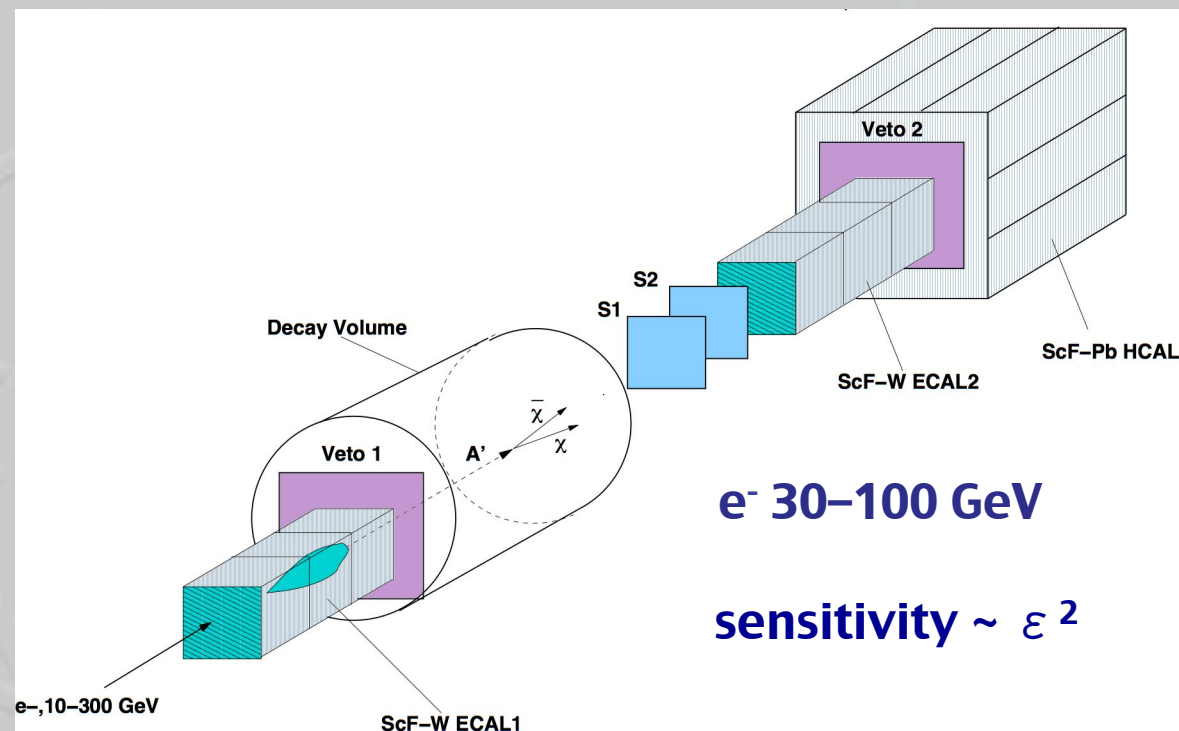 Veto 2
S2
S1
Decay Volume
ScF–Pb HCAL
ScF–W ECAL2
χ̅
χ
A'
Veto 1
e⁻ 30–100 GeV
sensitivity ~ ε ²
e–,10–300 GeV
ScF–W ECAL1